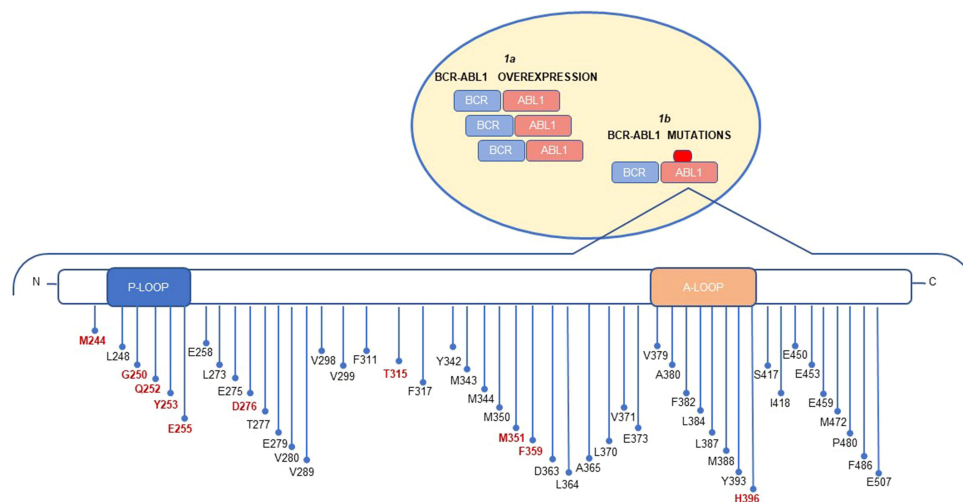 1a
BCR-ABL1 OVEREXPRESSION
BCR ABL1
BCR ABL1
BCR ABL1
1b
BCR-ABL1 MUTATIONS
BCR ABL1
N
P-LOOP
A-LOOP
C
M244
L248
G250
Q252
Y253
E255
E258
L273
E275
D276
T277
E279
V280
V289
V298
V299
F311
T315
F317
Y342
M343
M344
M350
M351
F359
D363
L364
A365
L370
V371
E373
V379
A380
F382
L384
L387
M388
Y393
H396
S417
I418
E450
E453
E459
M472
P480
F486
E507